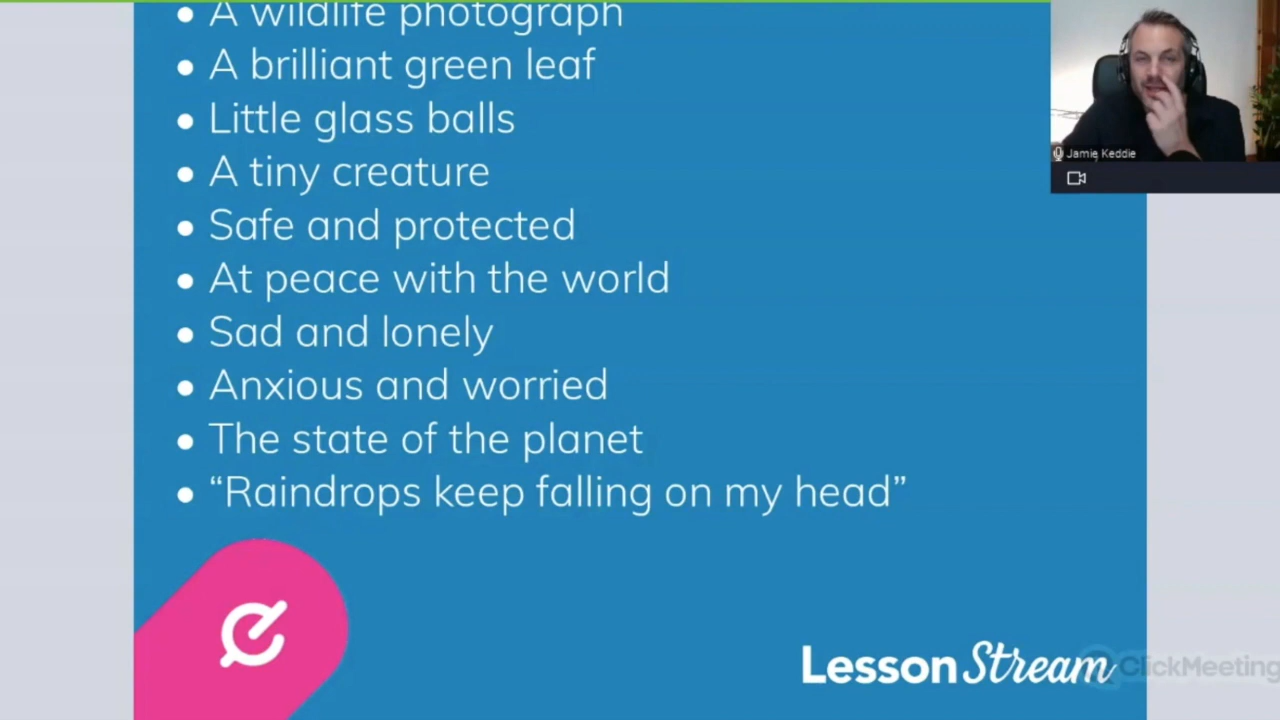 • A wildlife photograph
• A brilliant green leaf
• Little glass balls
• A tiny creature
• Safe and protected
• At peace with the world
• Sad and lonely
• Anxious and worried
• The state of the planet
• “Raindrops keep falling on my head”
Jamie Keddie
LessonStream
ClickMeeting